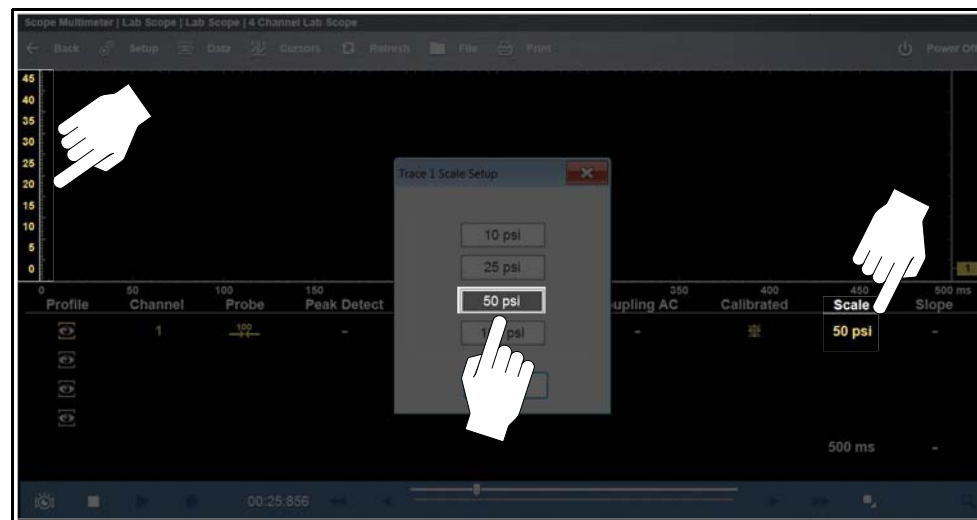 Scope Multimeter | Lab Scope | Lab Scope | 4 Channel Lab Scope
Back Setup Data Cursors Refresh File Print Power Off
45
40
35
30
25
20
15
10
5
0
Trace 1 Scale Setup
10 psi
25 psi
50 psi
psi
1
0 50 100 150 350 400 450 500 ms
Profile Channel Probe Peak Detect AC Calibrated Scale Slope
1 100 - - 50 psi -
500 ms -
00:25:856